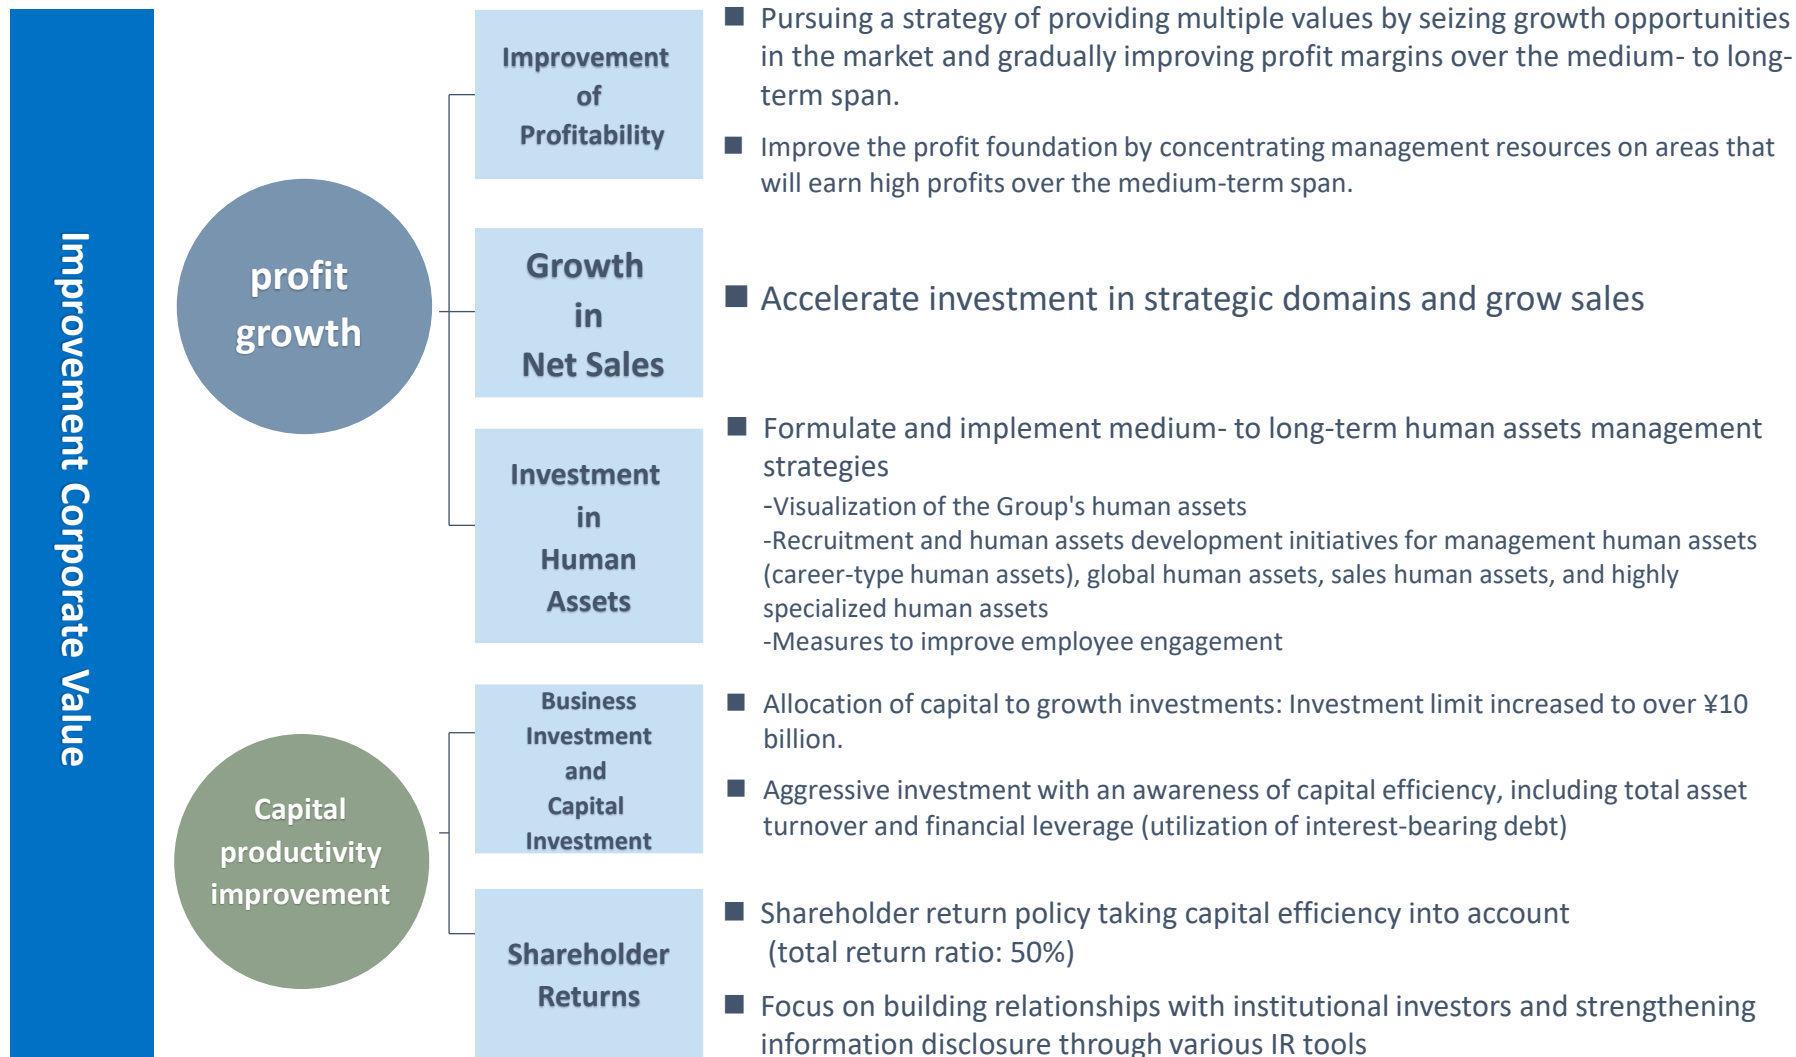 Improvement Corporate Value
profit
growth
Improvement
of
Profitability
■ Pursuing a strategy of providing multiple values by seizing growth opportunities
in the market and gradually improving profit margins over the medium- to long-
term span.
■ Improve the profit foundation by concentrating management resources on areas that
will earn high profits over the medium-term span.
Growth
in
Net Sales
■ Accelerate investment in strategic domains and grow sales
Investment
in
Human
Assets
■ Formulate and implement medium- to long-term human assets management
strategies
-Visualization of the Group's human assets
-Recruitment and human assets development initiatives for management human assets
(career-type human assets), global human assets, sales human assets, and highly
specialized human assets
-Measures to improve employee engagement
Capital
productivity
improvement
Business
Investment
and
Capital
Investment
■ Allocation of capital to growth investments: Investment limit increased to over ¥10
billion.
■ Aggressive investment with an awareness of capital efficiency, including total asset
turnover and financial leverage (utilization of interest-bearing debt)
Shareholder
Returns
■ Shareholder return policy taking capital efficiency into account
(total return ratio: 50%)
■ Focus on building relationships with institutional investors and strengthening
information disclosure through various IR tools